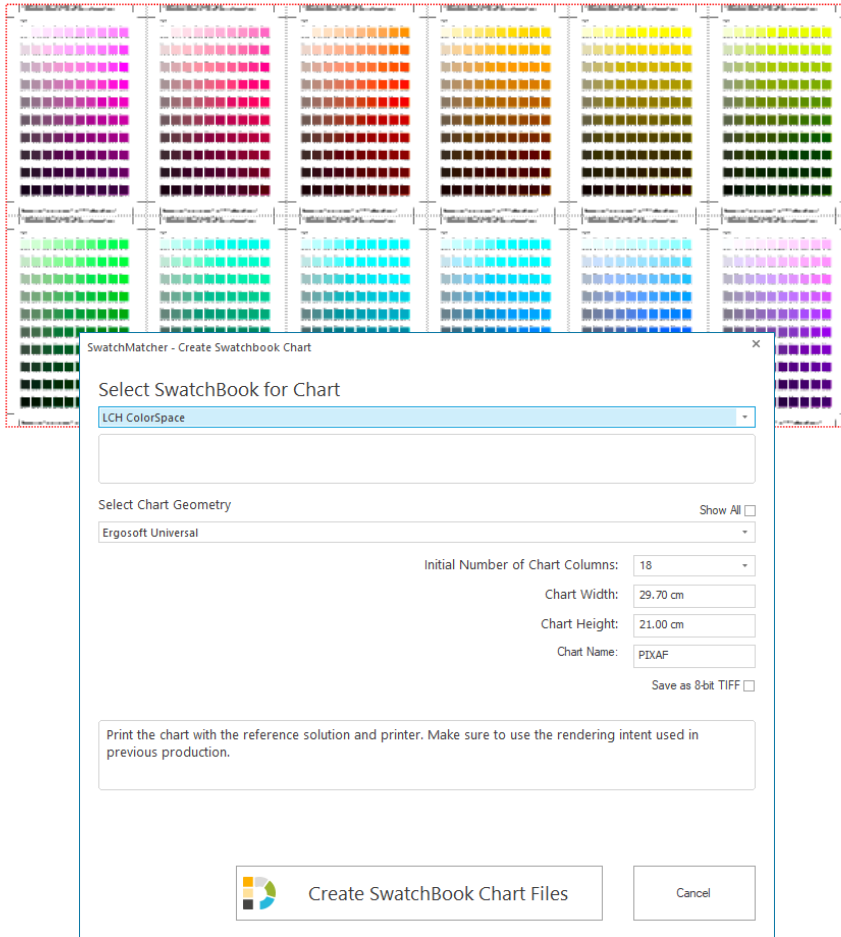 SwatchMatcher - Create Swatchbook Chart
Select SwatchBook for Chart
LCH ColorSpace
Select Chart Geometry
Show All
Ergosoft Universal
Initial Number of Chart Columns: 18
Chart Width: 29.70 cm
Chart Height: 21.00 cm
Chart Name: PIXAF
Save as 8-bit TIFF
Print the chart with the reference solution and printer. Make sure to use the rendering intent used in
previous production.
Create SwatchBook Chart Files
Cancel